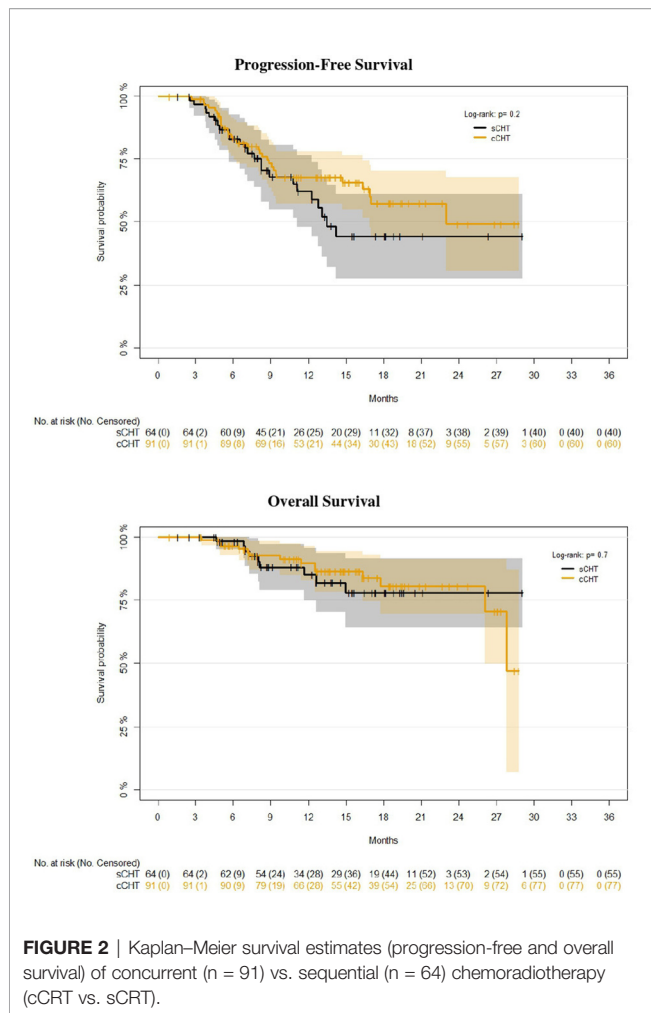 Progression-Free Survival
100 %
75 %
50 %
25 %
0 %
Survival probability
Log-rank: p= 0.2
sCHT
cCHT
0 3 6 9 12 15 18 21 24 27 30 33 36
Months
No. at risk (No. Censored)
sCHT 64 (0) 64 (2) 60 (9) 45 (21) 26 (25) 20 (29) 11 (32) 8 (37) 3 (38) 2 (39) 1 (40) 0 (40) 0 (40)
cCHT 91 (0) 91 (1) 89 (8) 69 (16) 53 (21) 44 (34) 30 (43) 18 (52) 9 (55) 5 (57) 3 (60) 0 (60) 0 (60)
Overall Survival
100 %
75 %
50 %
25 %
0 %
Survival probability
Log-rank: p= 0.7
sCHT
cCHT
0 3 6 9 12 15 18 21 24 27 30 33 36
Months
No. at risk (No. Censored)
sCHT 64 (0) 64 (2) 62 (9) 54 (24) 34 (28) 29 (36) 19 (44) 11 (52) 3 (53) 2 (54) 1 (55) 0 (55) 0 (55)
cCHT 91 (0) 91 (1) 90 (9) 79 (19) 66 (28) 55 (42) 39 (54) 25 (66) 13 (70) 9 (72) 6 (77) 0 (77) 0 (77)
FIGURE 2 | Kaplan–Meier survival estimates (progression-free and overall
survival) of concurrent (n = 91) vs. sequential (n = 64) chemoradiotherapy
(cCRT vs. sCRT).